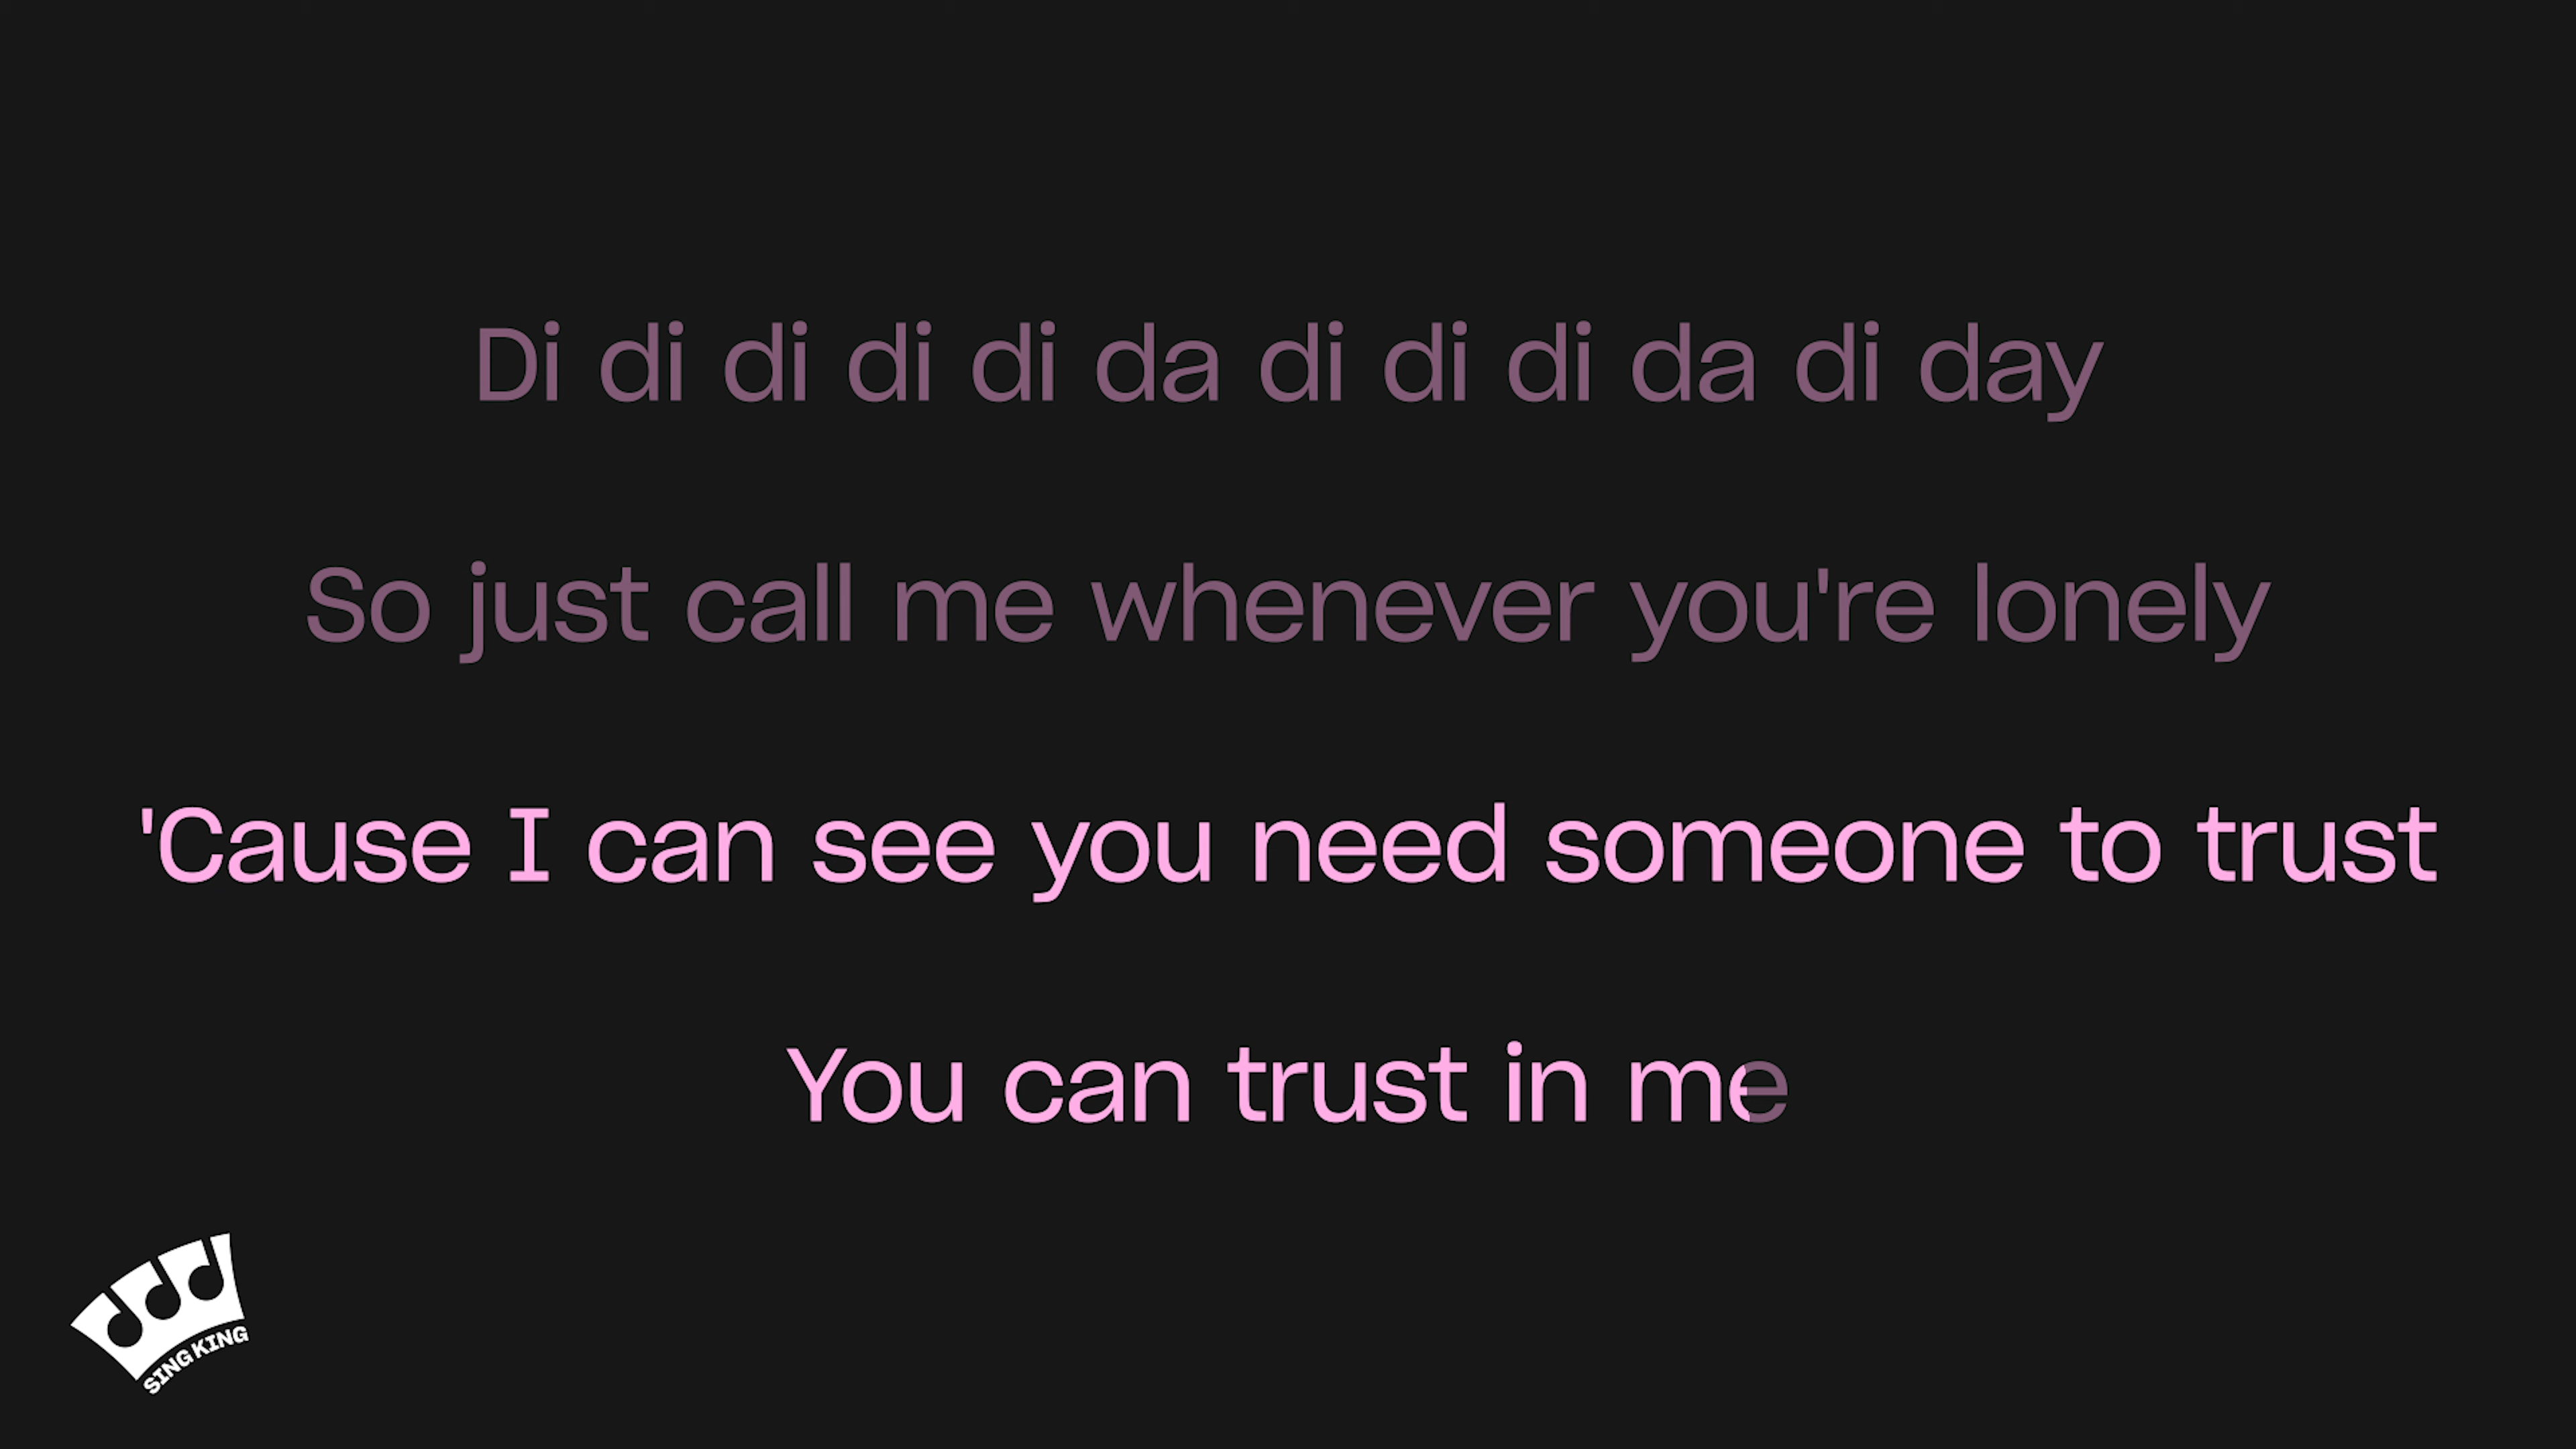 Di di di di di da di di di da di day
So just call me whenever you're lonely
'Cause I can see you need someone to trust
You can trust in me
SING KING